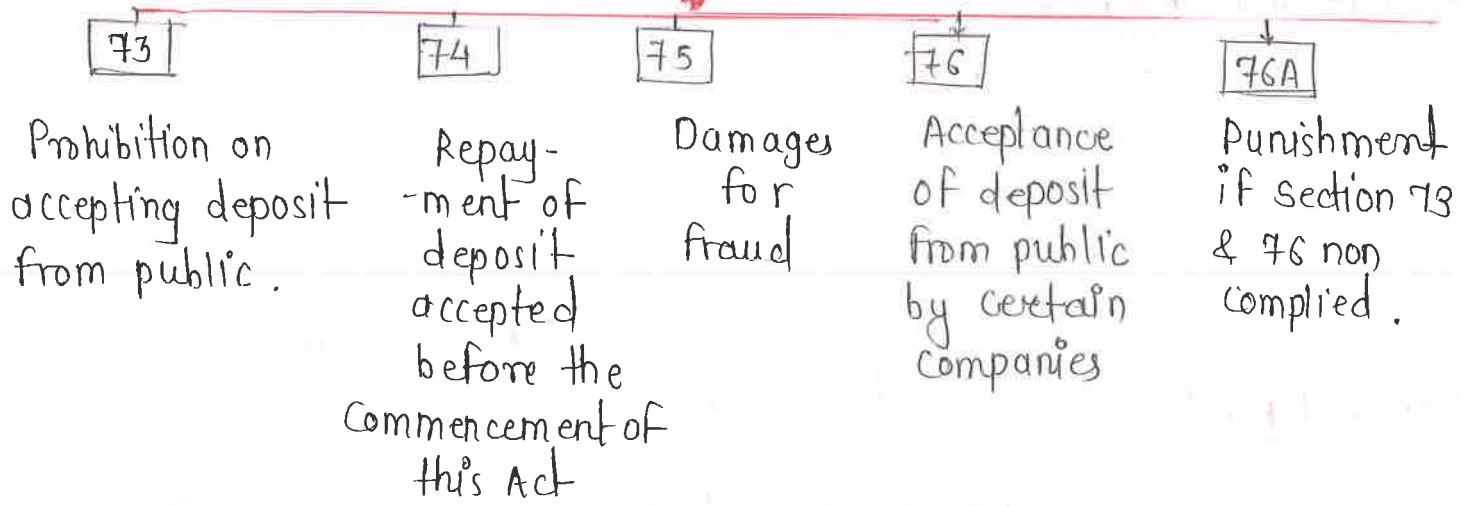 73
Prohibition on
accepting deposit
from public.
74
Repay-
-ment of
deposit
accepted
before the
Commencement of
this Act
75
Damages
for
fraud
76
Acceptance
of deposit
from public
by certain
Companies
76A
Punishment
if section 73
& 76 non
Complied.